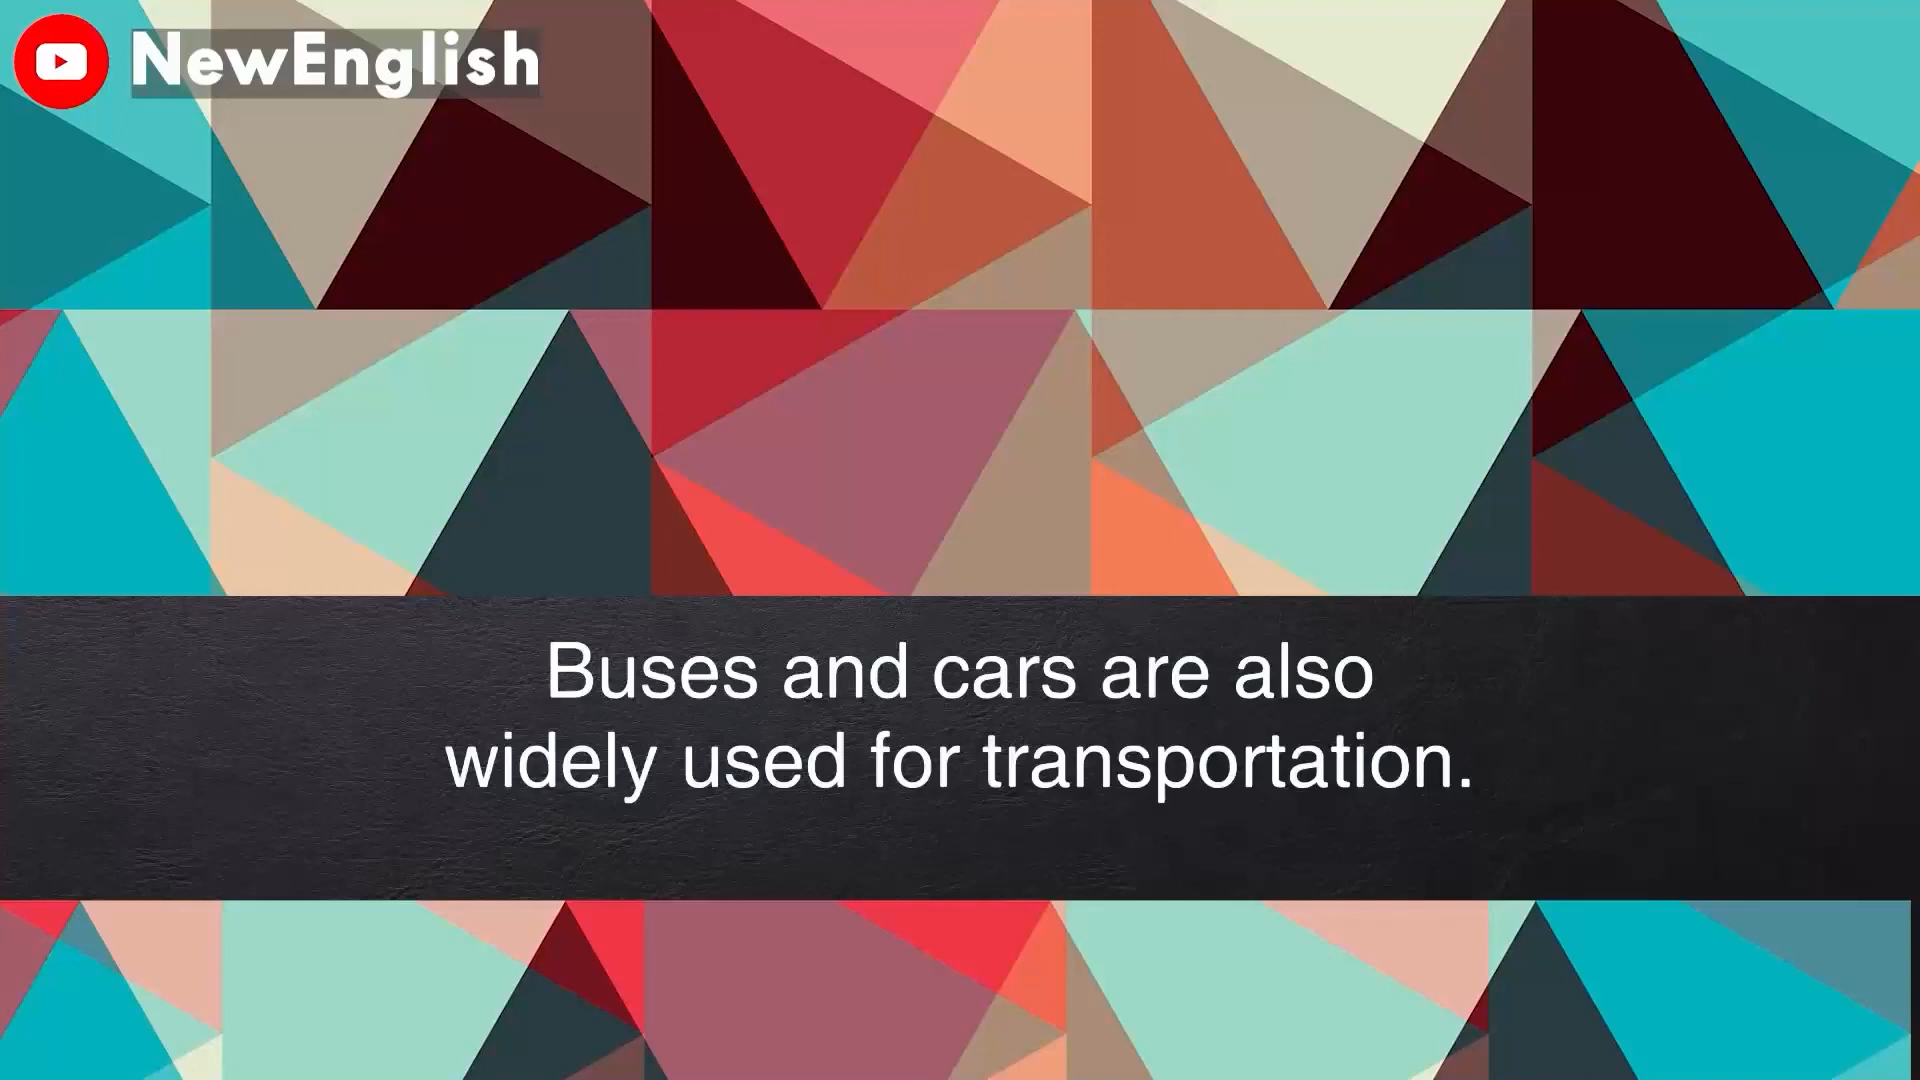 NewEnglish
Buses and cars are also
widely used for transportation.